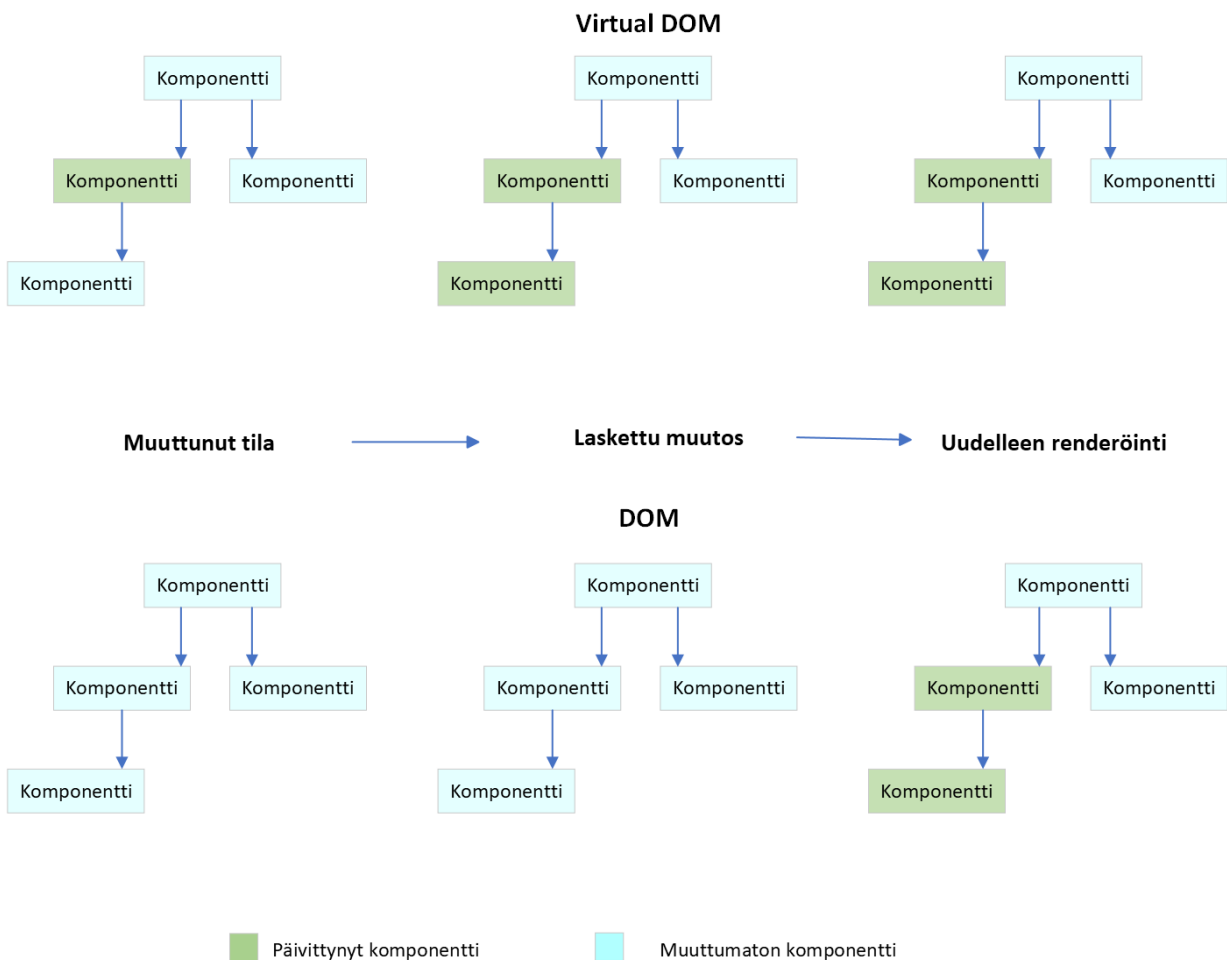 Virtual DOM
Komponentti Komponentti Komponentti
Komponentti Komponentti Komponentti Komponentti Komponentti Komponentti
Komponentti Komponentti Komponentti
Muuttunut tila Laskettu muutos Uudelleen renderöinti
DOM
Komponentti Komponentti Komponentti
Komponentti Komponentti Komponentti Komponentti Komponentti Komponentti
Komponentti Komponentti Komponentti
Päivittynyt komponentti Muuttumaton komponentti